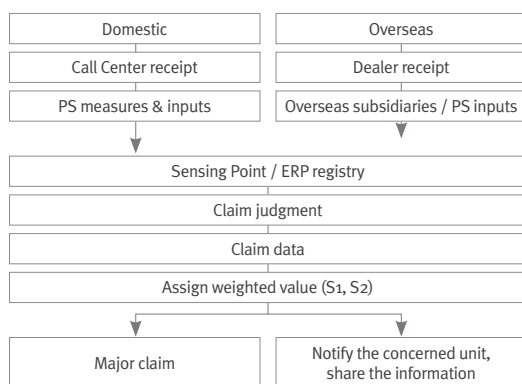 Domestic
Overseas
Call Center receipt
Dealer receipt
PS measures & inputs
Overseas subsidiaries / PS inputs
Sensing Point / ERP registry
Claim judgment
Claim data
Assign weighted value (S1, S2)
Major claim
Notify the concerned unit,
share the information